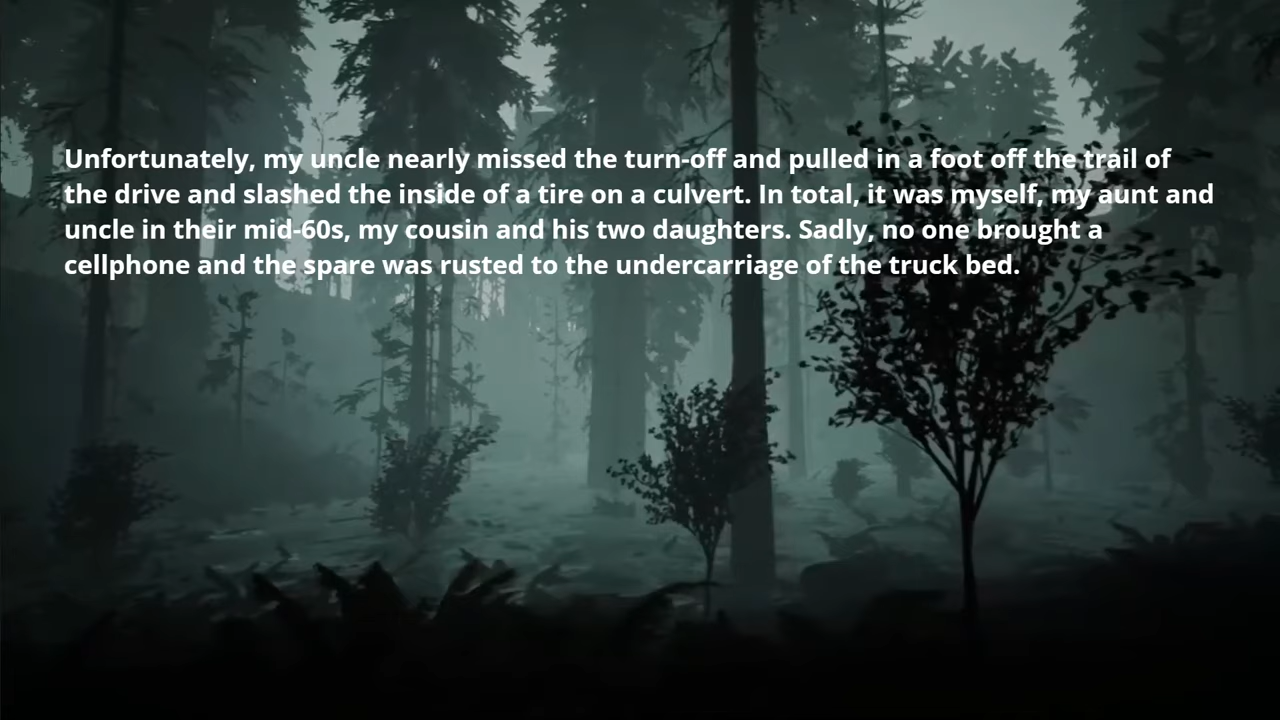 Unfortunately, my uncle nearly missed the turn-off and pulled in a foot off the trail of
the drive and slashed the inside of a tire on a culvert. In total, it was myself, my aunt and
uncle in their mid-60s, my cousin and his two daughters. Sadly, no one brought a
cellphone and the spare was rusted to the undercarriage of the truck bed.